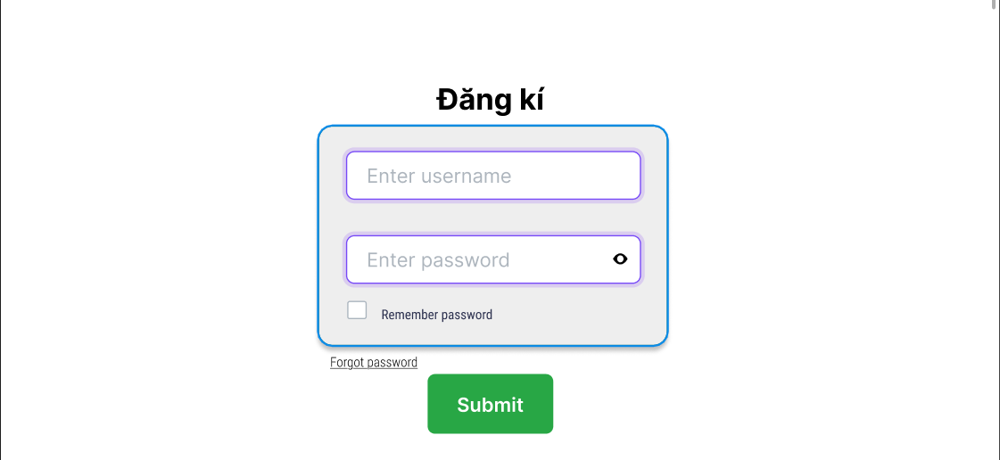 Đăng kí
Enter username
Enter password
Remember password
Forgot password
Submit